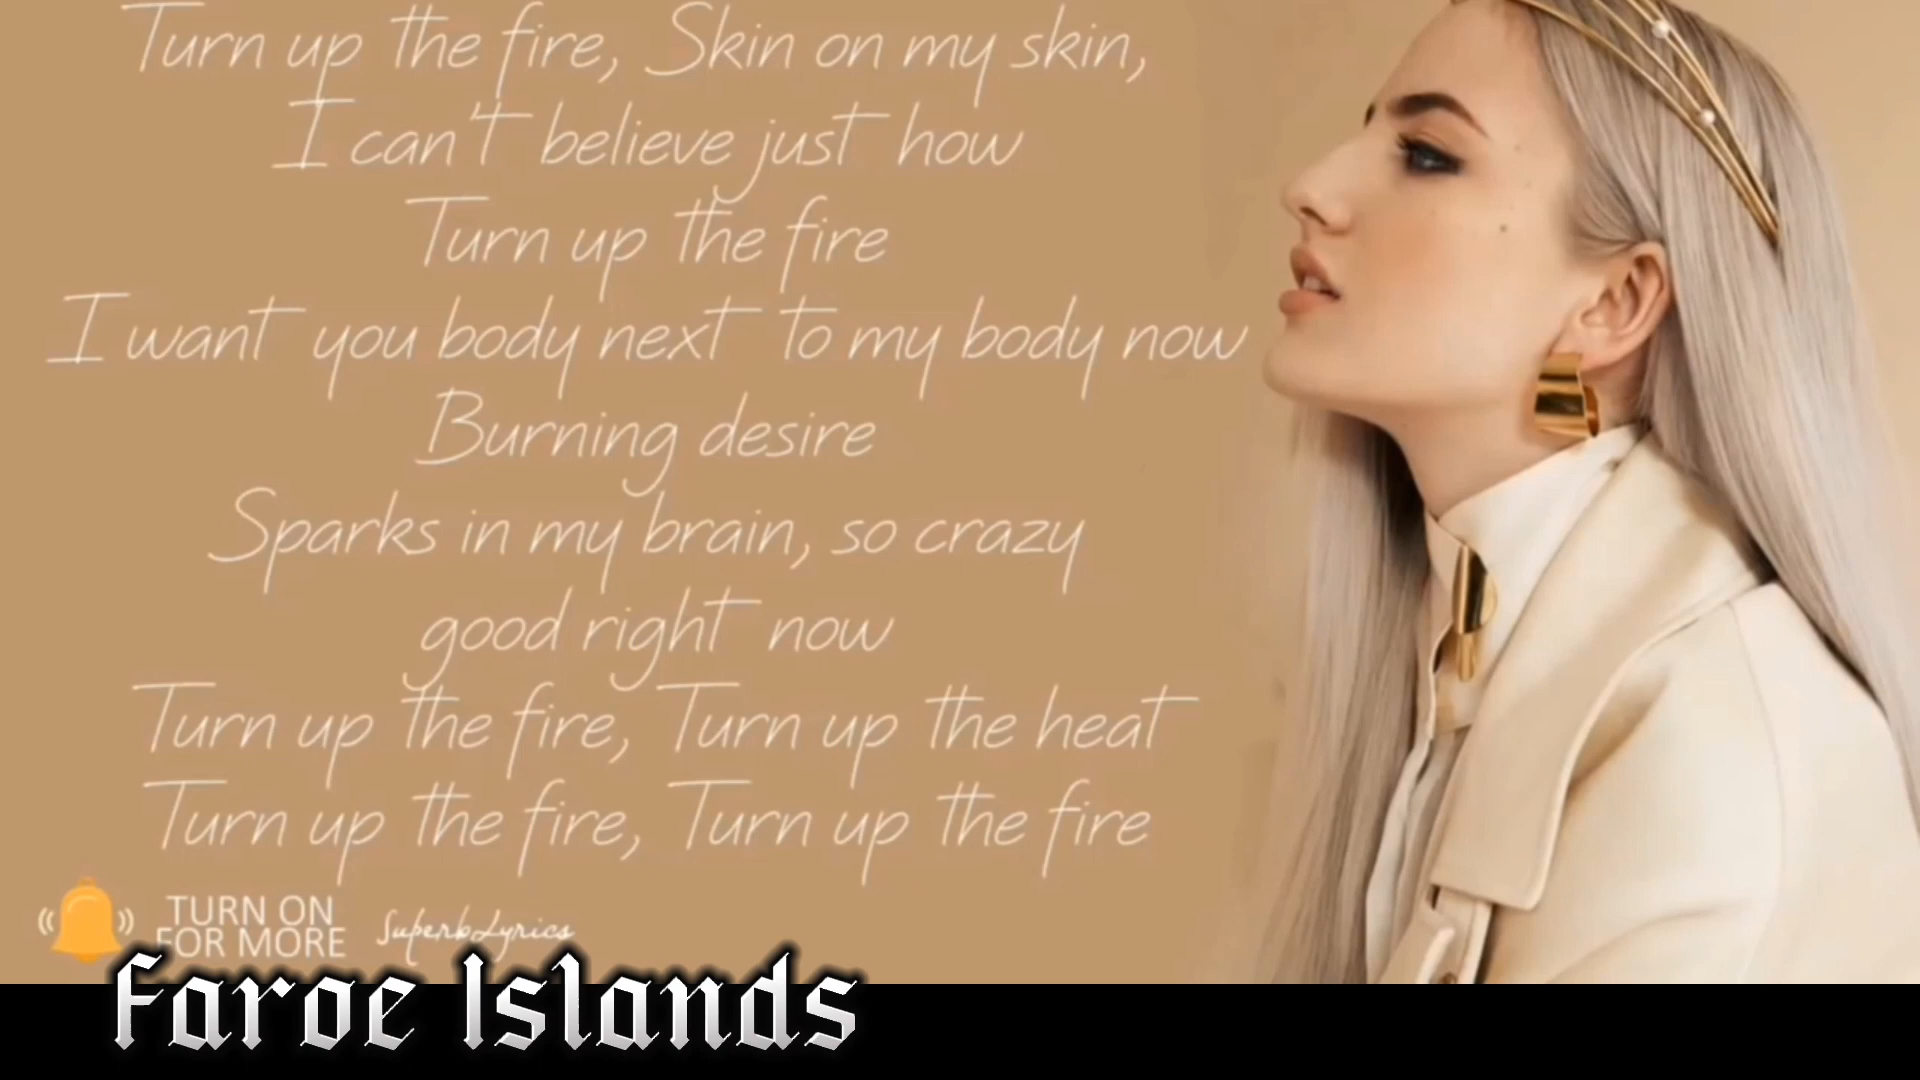 Turn up the fire, Skin on my skin,
I can't believe just how
Turn up the fire
I want you body next to my body now
Burning desire
Sparks in my brain, so crazy
good right now
Turn up the fire, Turn up the heat
Turn up the fire, Turn up the fire
TURN ON
FOR MORE
SuperbLyrics
Faroe Islands